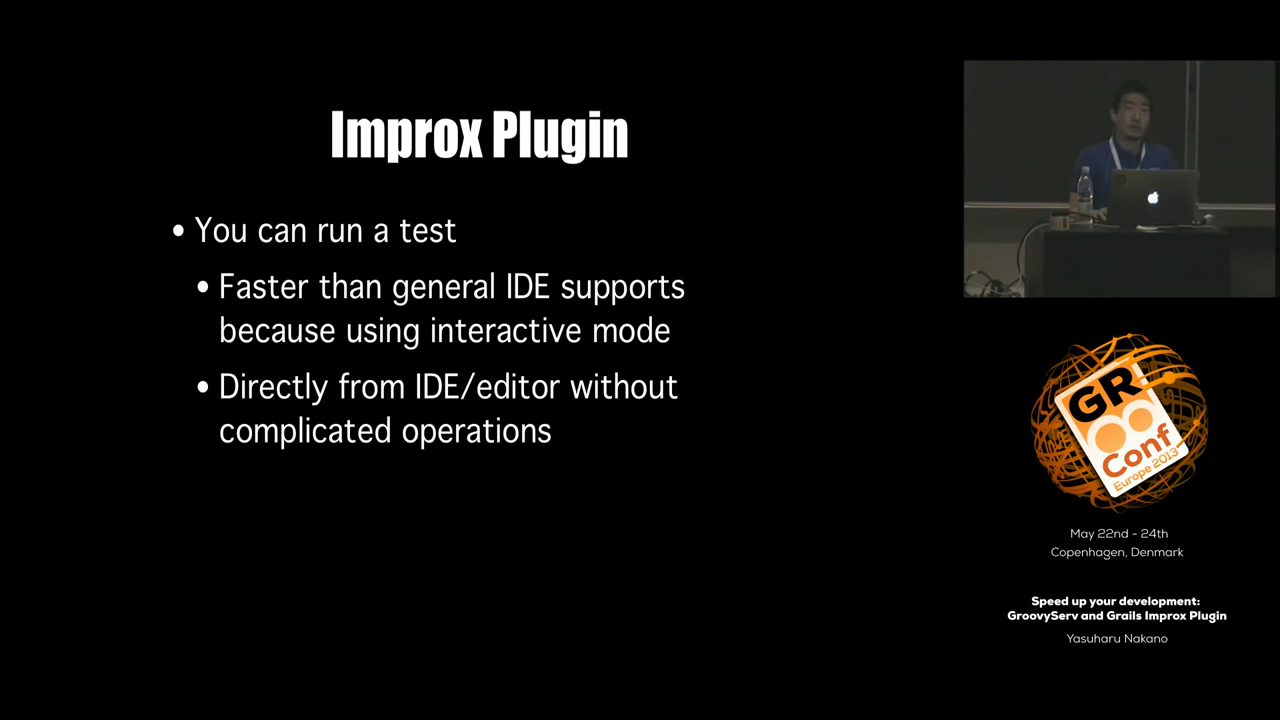 Improx Plugin
• You can run a test
• Faster than general IDE supports
because using interactive mode
• Directly from IDE/editor without
complicated operations
GR8
Conf
Europe 2013
May 22nd - 24th
Copenhagen, Denmark
Speed up your development:
GroovyServ and Grails Improx Plugin
Yasuharu Nakano